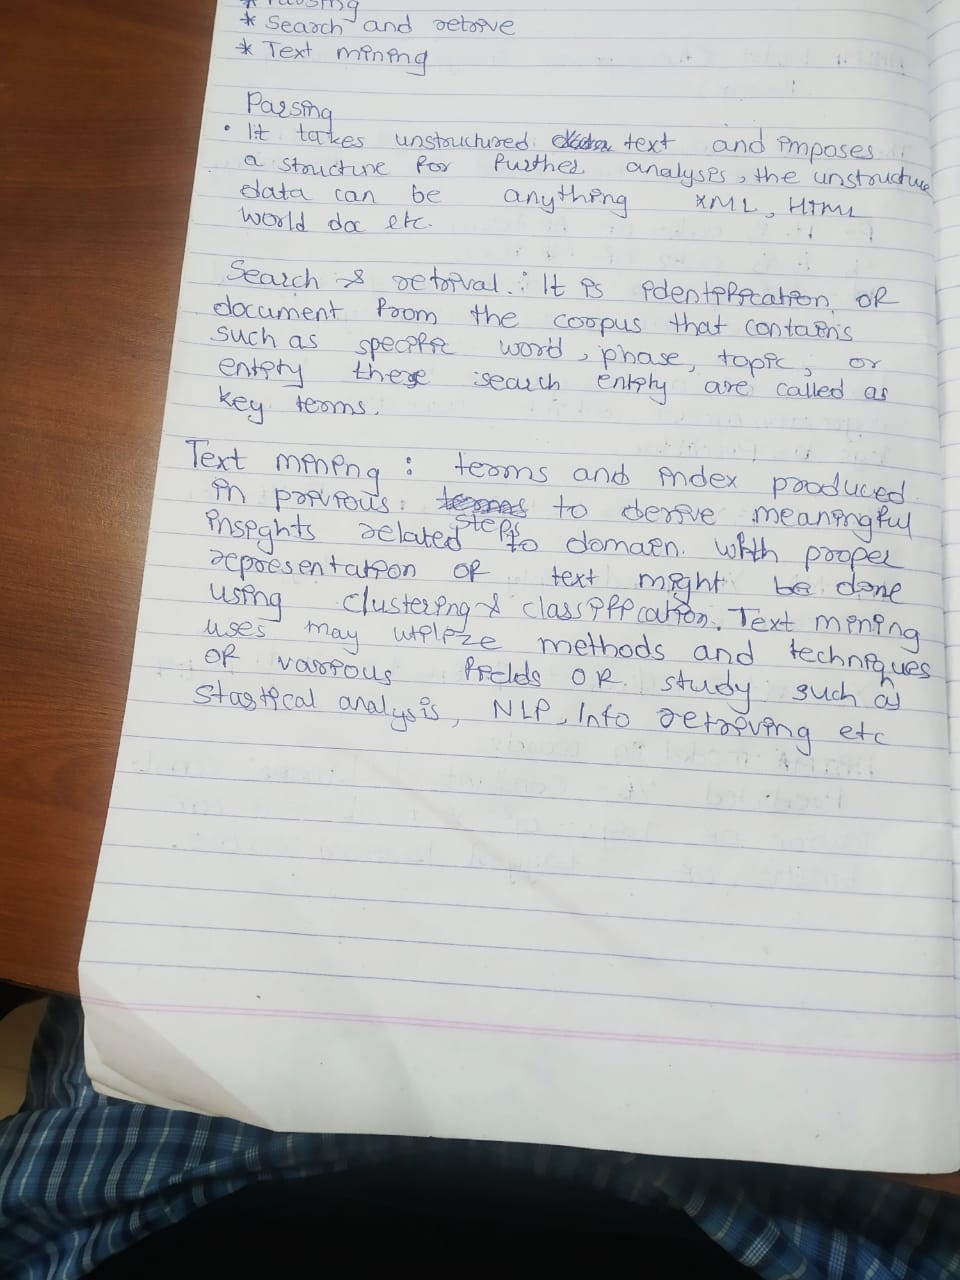 * Parsing
* Search and retrive
* Text mining
Parsing
• It takes unstructured text and imposes
a structure for further analysis, the unstructure
data can be anything XML, HTML
World doc etc.
Search & retrival : It is identification OF
document from the corpus that contains
such as specific word, phase, topic, or
entity these search entity are called as
key terms.
Text mining : terms and index produced
in previous steps to derive meaningful
insights related to domain. With proper
representation OF text might be done
using clustering & classification. Text mining
uses may utilize methods and techniques
OF various fields OF study such as
Stastical analysis, NLP, Info retriving etc